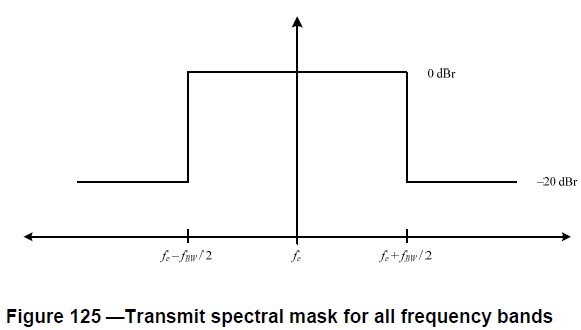 0 dBr
–20 dBr
fc – fBW / 2
fc
fc + fBW / 2
Figure 125 —Transmit spectral mask for all frequency bands